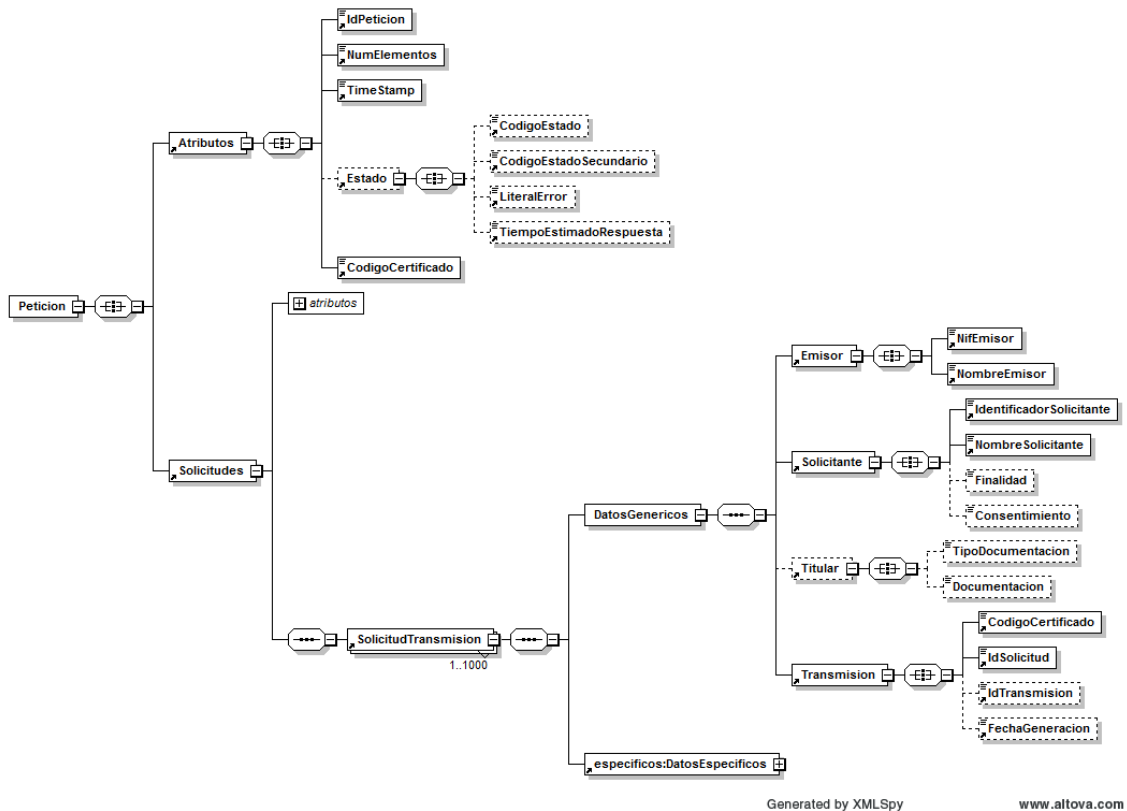 IdPeticion
NumElementos
TimeStamp
Atributos
CodigoEstado
CodigoEstadoSecundario
Estado
LiteralError
TiempoEstimadoRespuesta
CodigoCertificado
Peticion
atributos
Solicitudes
SolicitudTransmision
1..1000
DatosGenericos
Emisor
NifEmisor
NombreEmisor
Solicitante
IdentificadorSolicitante
NombreSolicitante
Finalidad
Consentimiento
Titular
TipoDocumentacion
Documentacion
Transmision
CodigoCertificado
IdSolicitud
IdTransmision
FechaGeneracion
especificos:DatosEspecificos
Generated by XMLSpy www.altova.com